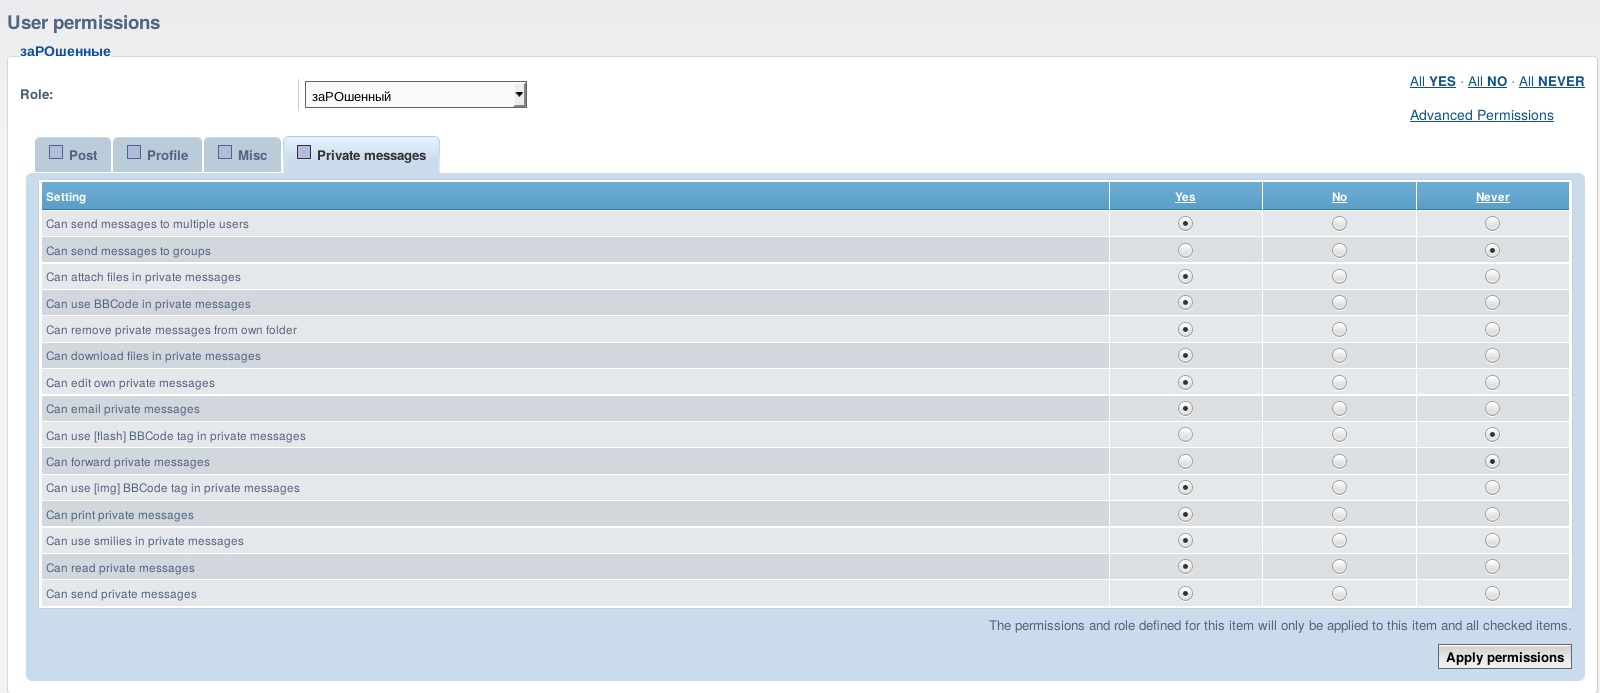 User permissions
заРОшенные
Role:
заРОшенный
All YES · All NO · All NEVER
Advanced Permissions
Post Profile Misc Private messages
Setting Yes No Never
Can send messages to multiple users
Can send messages to groups
Can attach files in private messages
Can use BBCode in private messages
Can remove private messages from own folder
Can download files in private messages
Can edit own private messages
Can email private messages
Can use [flash] BBCode tag in private messages
Can forward private messages
Can use [img] BBCode tag in private messages
Can print private messages
Can use smilies in private messages
Can read private messages
Can send private messages
The permissions and role defined for this item will only be applied to this item and all checked items.
Apply permissions